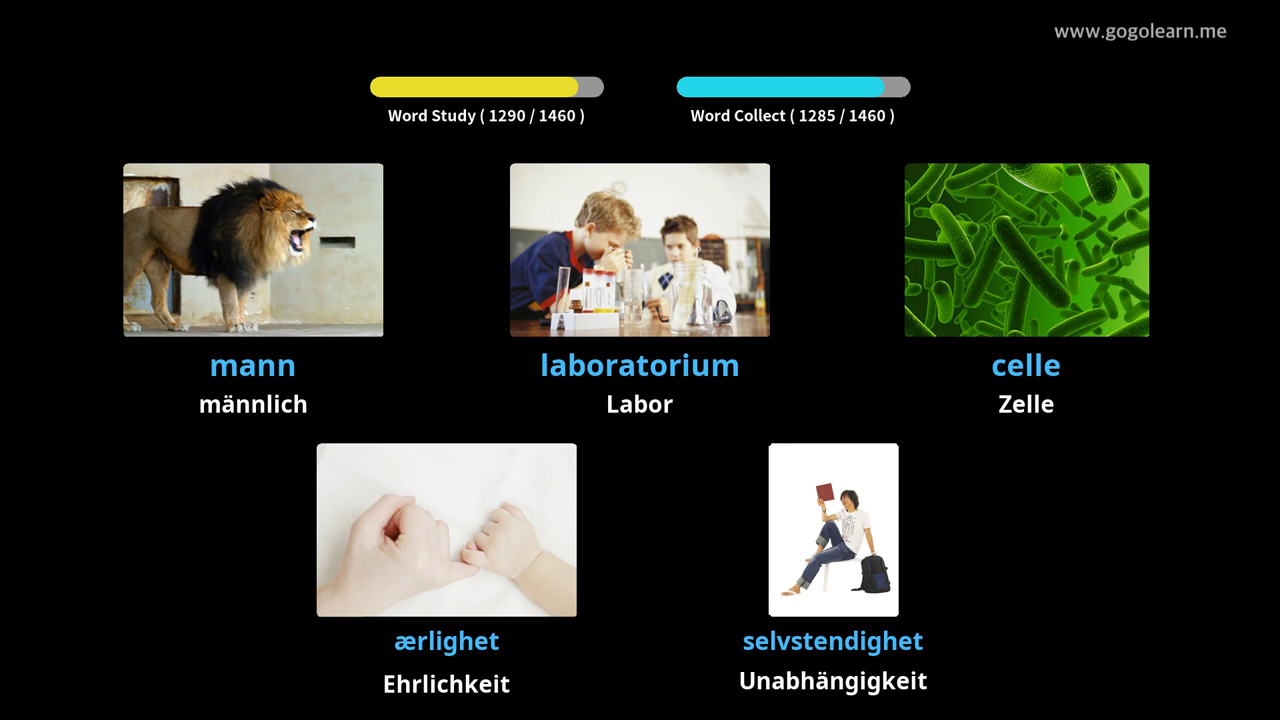 www.gogolearn.me
Word Study ( 1290 / 1460 )
Word Collect ( 1285 / 1460 )
mann
männlich
laboratorium
Labor
celle
Zelle
ærlighet
Ehrlichkeit
selvstendighet
Unabhängigkeit